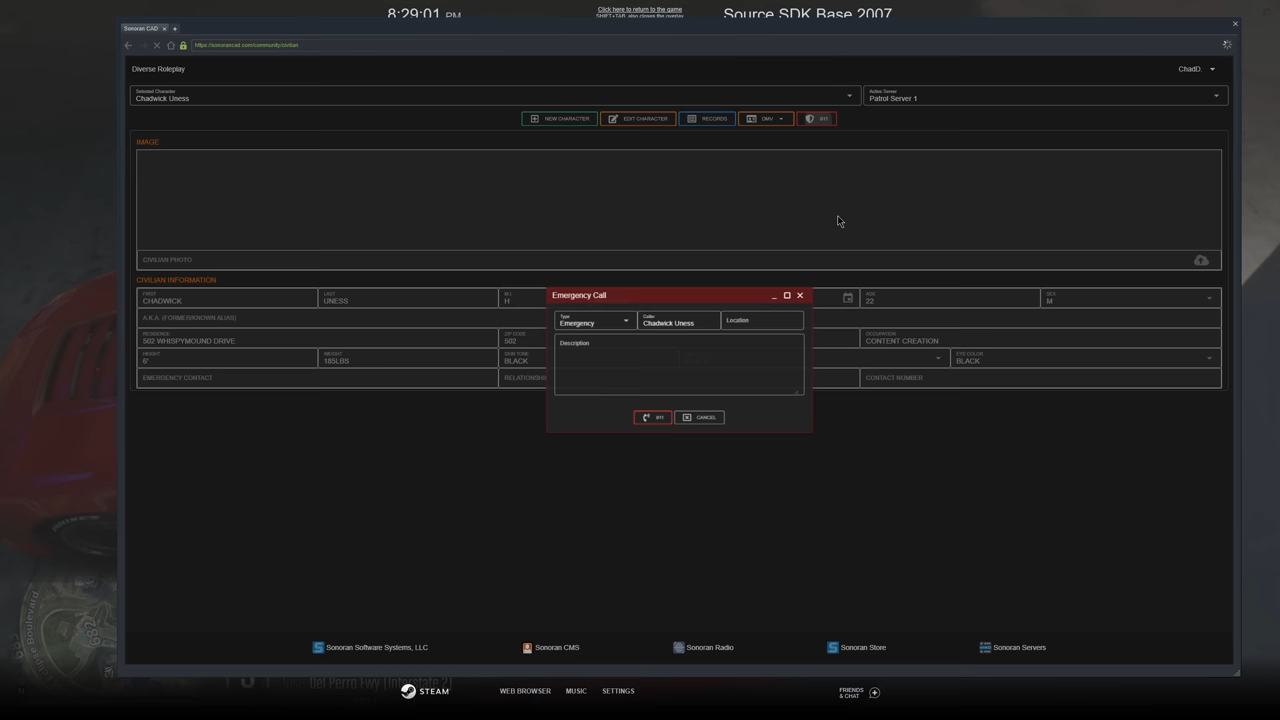 8:29:01 PM
Click here to return to the game
SHIFT+TAB also closes the overlay
Source SDK Base 2007
Sonoran CAD
https://sonorancad.com/community/civilian
Diverse Roleplay
ChadD.
Selected Character
Chadwick Uness
Active Server
Patrol Server 1
NEW CHARACTER
EDIT CHARACTER
RECORDS
DMV
911
IMAGE
CIVILIAN PHOTO
CIVILIAN INFORMATION
FIRST
CHADWICK
LAST
UNESS
M.I.
H
AGE
22
SEX
M
A.K.A. (FORMER/KNOWN ALIAS)
RESIDENCE
502 WHISPYMOUND DRIVE
ZIP CODE
502
OCCUPATION
CONTENT CREATION
HEIGHT
6'
WEIGHT
185LBS
SKIN TONE
BLACK
EYE COLOR
BLACK
EMERGENCY CONTACT
RELATIONSHI
CONTACT NUMBER
Emergency Call
Type
Emergency
Caller
Chadwick Uness
Location
Description
911
CANCEL
Sonoran Software Systems, LLC
Sonoran CMS
Sonoran Radio
Sonoran Store
Sonoran Servers
Eclipse Boulevard
Del Perro Fwy (Interstate 2)
STEAM
WEB BROWSER
MUSIC
SETTINGS
FRIENDS
& CHAT